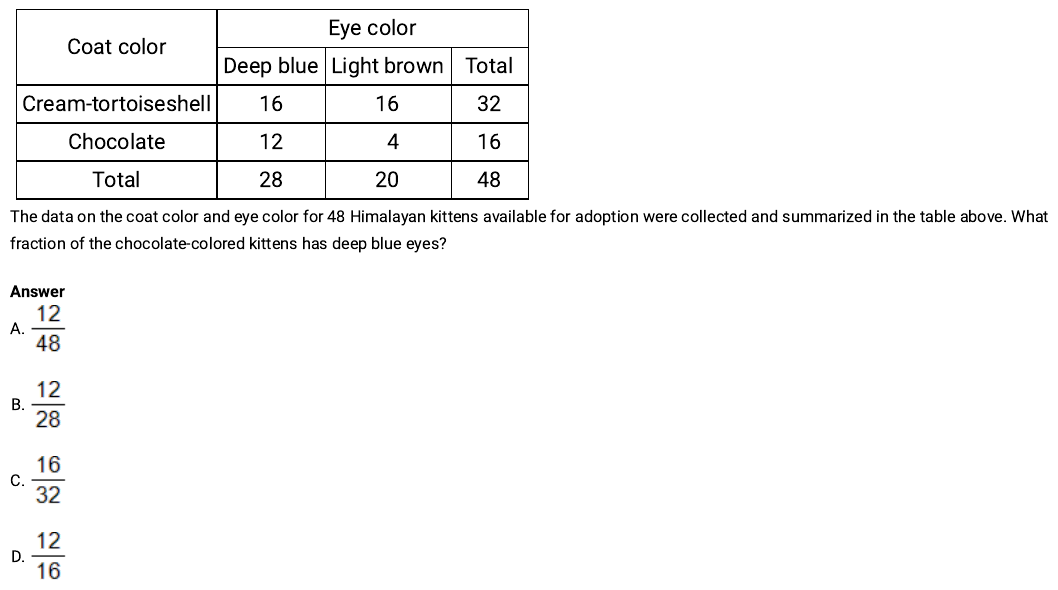 Coat color
Eye color
Deep blue Light brown Total
Cream-tortoiseshell 16 16 32
Chocolate 12 4 16
Total 28 20 48
The data on the coat color and eye color for 48 Himalayan kittens available for adoption were collected and summarized in the table above. What
fraction of the chocolate-colored kittens has deep blue eyes?
Answer
A. 12/48
B. 12/28
C. 16/32
D. 12/16